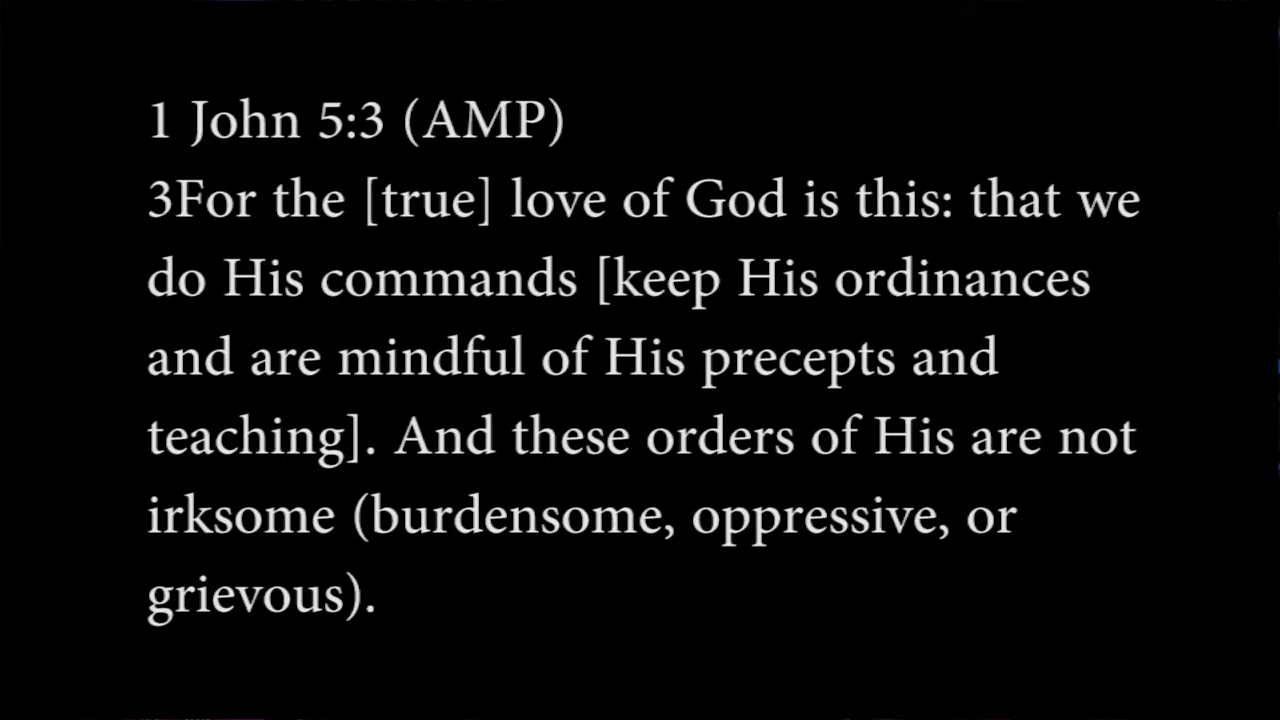 1 John 5:3 (AMP)
3For the [true] love of God is this: that we
do His commands [keep His ordinances
and are mindful of His precepts and
teaching]. And these orders of His are not
irksome (burdensome, oppressive, or
grievous).